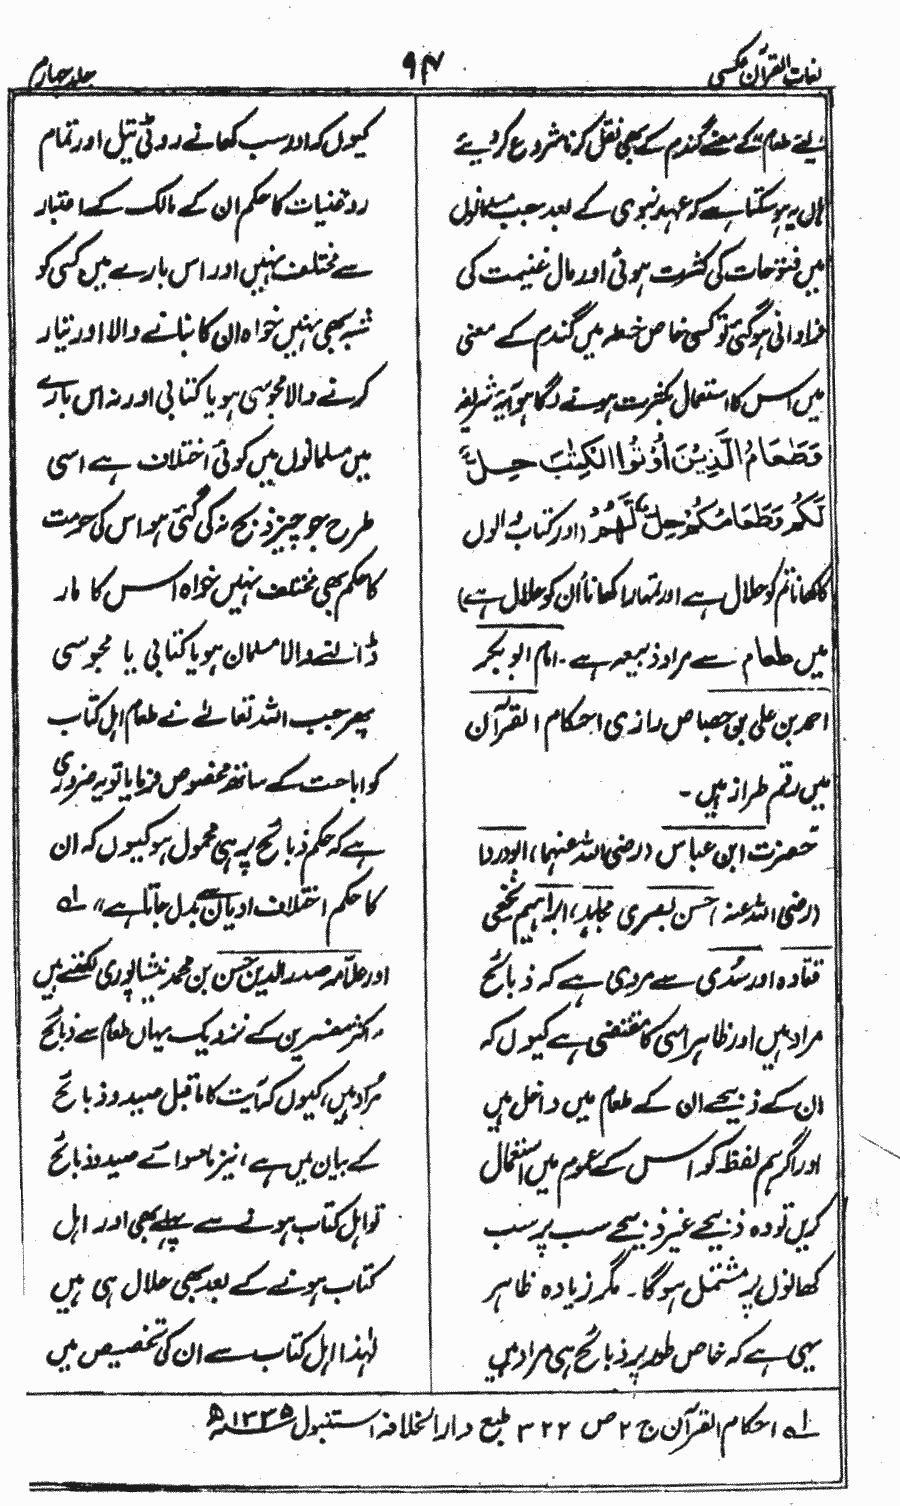 لغات القرآن مکسی
۹۴
جلد چہارم
لئے طعام کے معنے گندم کے بھی نقل کرنا شروع کردیئے
ہاں یہ ہو سکتا ہے کہ عہد نبوی کے بعد جب مسلمانوں
میں فتوحات کی کثرت ہوئی اور مال غنیمت کی
فراوانی ہو گئی تو کسی خاص خطہ میں گندم کے معنی
میں اس کا استعمال بکثرت ہونے لگا ہو آیۃ شریفہ
وَطَعَامُ الَّذِيْنَ اُوْتُوا الْكِتٰبَ حِلٌّ
لَّكُمْ وَطَعَامُكُمْ حِلٌّ لَّهُمْ (اور کتاب والوں
کا کھانا تم کو حلال ہے اور تمہارا کھانا اُن کو حلال ہے)
میں طعام سے مراد ذبیحہ ہے۔ امام ابو بکر
احمد بن علی بن جصاص رازی احکام القرآن
میں رقم طراز ہیں۔
حضرت ابن عباس (رضی اللہ عنہما)، ابودردا
(رضی اللہ عنہ) حسن بصری مجاہد، ابراہیم نخعی
قتادہ اور سُدّی سے مروی ہے کہ ذبائح
مراد ہیں اور ظاہر اسی کا مقتضی ہے کیوں کہ
ان کے ذبیحے ان کے طعام میں داخل ہیں
اور اگر ہم لفظ کو اس کے عموم میں استعمال
کریں تو وہ ذبیحے غیر ذبیحے سب پر سب
کھانوں پر مشتمل ہوگا۔ مگر زیادہ ظاہر
یہی ہے کہ خاص طور پر ذبائح ہی مراد ہیں
کیوں کہ اور سب کھانے روٹی تیل اور تمام
روغنیات کا حکم ان کے مالک کے اعتبار
سے مختلف نہیں اور اس بارے میں کسی کو
شبہ بھی نہیں خواہ ان کا بنانے والا اور تیار
کرنے والا مجوسی ہو یا کتابی اور نہ اس بارے
میں مسلمانوں میں کوئی اختلاف ہے اسی
طرح جو چیز ذبح نہ کی گئی ہو اس کی حرمت
کا حکم بھی مختلف نہیں خواہ اس کا مار
ڈالنے والا مسلمان ہو یا کتابی یا مجوسی
پھر جب اللہ تعالےٰ نے طعام اہل کتاب
کو اباحت کے ساتھ مخصوص فرمایا تو یہ ضروری
ہے کہ حکم ذبائح پر ہی محمول ہو کیوں کہ ان
کا حکم اختلاف ادیان سے بدل جاتا ہے" ؎۱
اور علّامہ صدر الدین حسن بن محمد نیشاپوری لکھتے ہیں
کہ اکثر مفسرین کے نزدیک یہاں طعام سے ذبائح
مُراد ہیں، کیوں کہ آیت کا ماقبل صید و ذبائح
کے بیان میں ہے، نیز ماسوا ئے صید و ذبائح
تو اہل کتاب ہونے سے پہلے بھی اور اہل
کتاب ہونے کے بعد بھی حلال ہی ہیں
لہٰذا اہل کتاب سے ان کی تخصیص میں
؎۱ احکام القرآن ج ۲ ص ۳۲۲ طبع دار الخلافہ استنبول ۱۳۳۵ھ